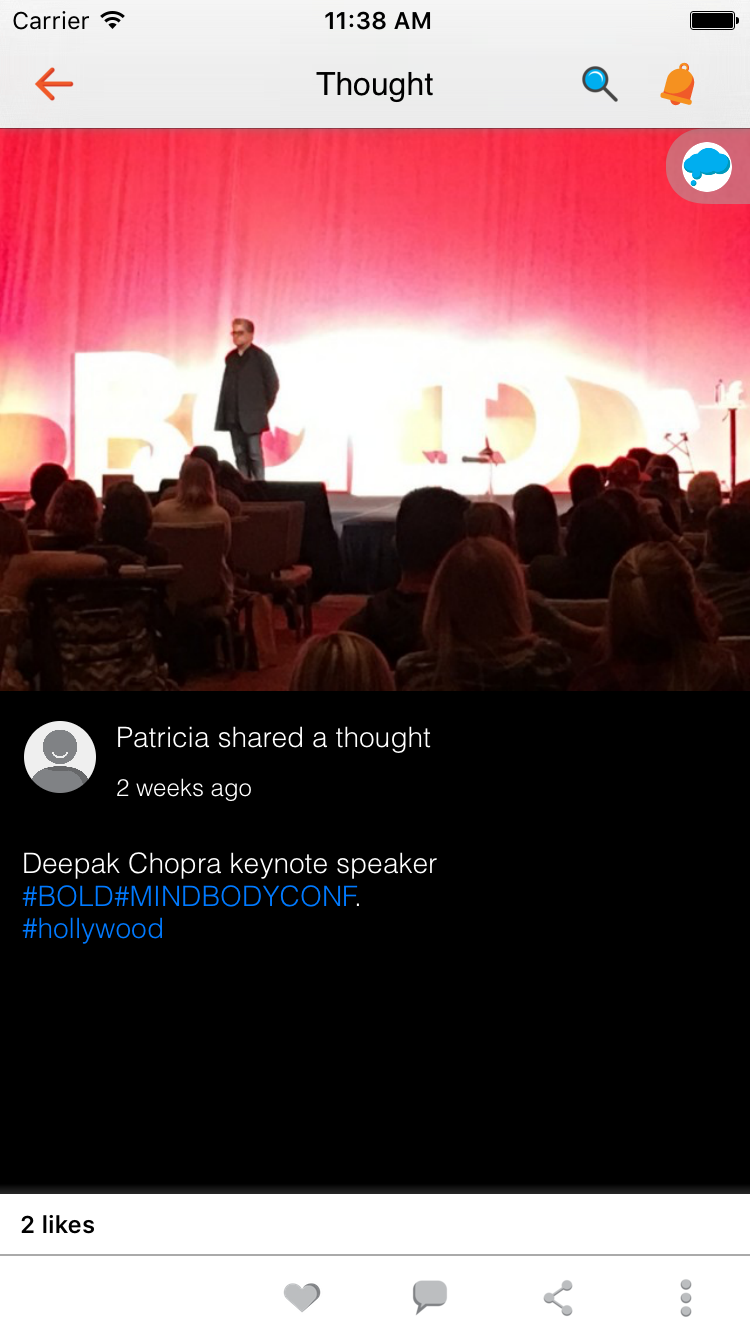 Carrier 11:38 AM
Thought
BOLD
Patricia shared a thought
2 weeks ago
Deepak Chopra keynote speaker
#BOLD#MINDBODYCONF.
#hollywood
2 likes